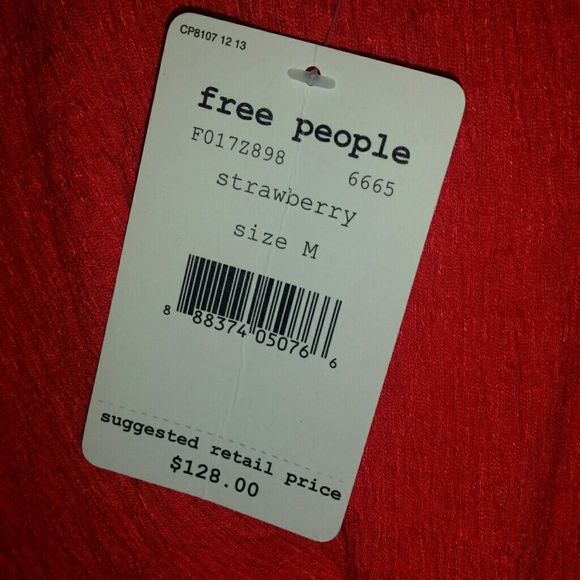 CP8107 12 13
free people
F017Z898 6665
strawberry
size M
8 88374 05076 6
suggested retail price
$128.00